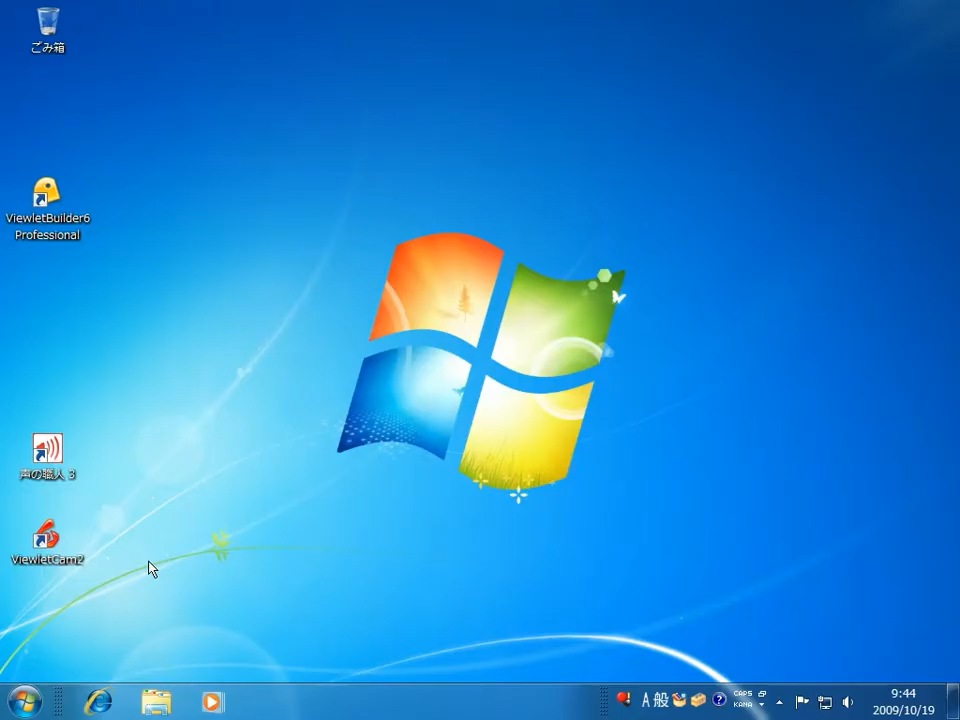 ごみ箱
ViewletBuilder6
Professional
声の職人 3
ViewletCam2
A 般
CAPS
KANA
9:44
2009/10/19